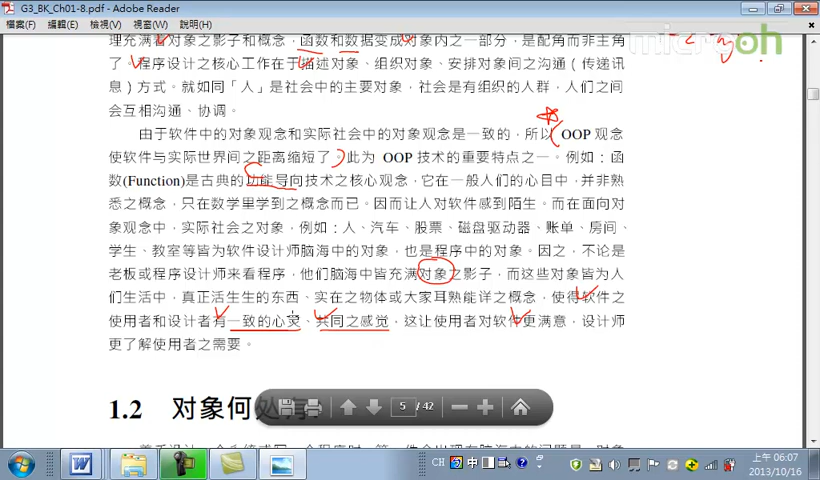 G3_BK_Ch01-8.pdf - Adobe Reader
檔案(F) 編輯(E) 檢視(V) 視窗(W) 說明(H)
理充满着对象之影子和概念，函数和数据变成对象内之一部分，是配角而非主角
microoh
了。程序设计之核心工作在于描述对象、组织对象、安排对象间之沟通（传递讯
息）方式。就如同「人」是社会中的主要对象，社会是有组织的人群，人们之间
会互相沟通、协调。
由于软件中的对象观念和实际社会中的对象观念是一致的，所以 OOP 观念
使软件与实际世界间之距离缩短了。此为 OOP 技术的重要特点之一。例如：函
数(Function)是古典的功能导向技术之核心观念，它在一般人们的心目中，并非熟
悉之概念，只在数学里学到之概念而已。因而让人对软件感到陌生。而在面向对
象观念中，实际社会之对象，例如：人、汽车、股票、磁盘驱动器、账单、房间、
学生、教室等皆为软件设计师脑海中的对象，也是程序中的对象。因之，不论是
老板或程序设计师来看程序，他们脑海中皆充满对象之影子，而这些对象皆为人
们生活中，真正活生生的东西、实在之物体或大家耳熟能详之概念，使得软件之
使用者和设计者有一致的心灵、共同之感觉，这让使用者对软件更满意，设计师
更了解使用者之需要。
1.2 对象何处
5 / 42
CH
上午 06:07
2013/10/16